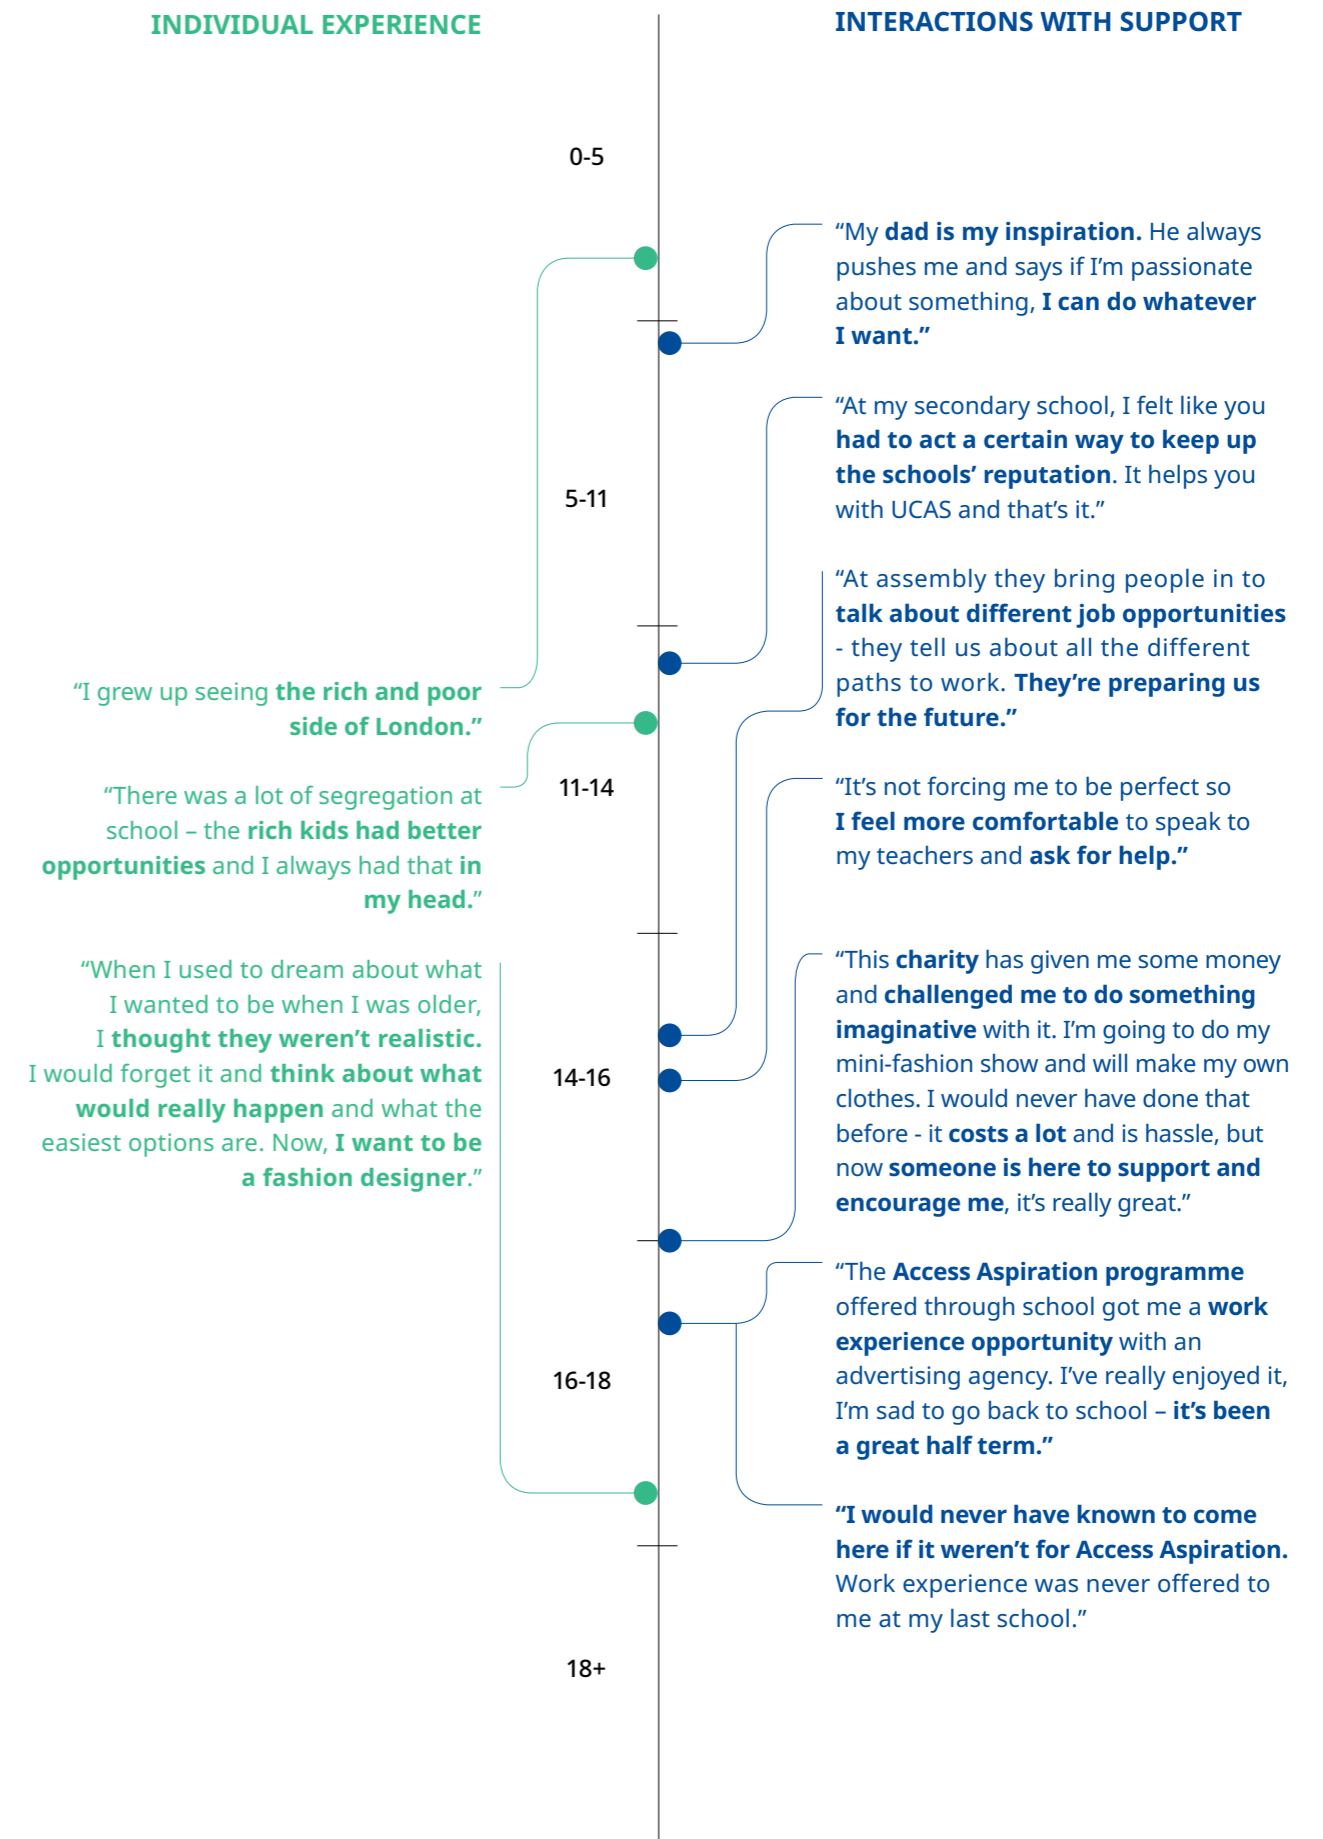 INDIVIDUAL EXPERIENCE
“I grew up seeing the rich and poor
side of London.”
“There was a lot of segregation at
school – the rich kids had better
opportunities and I always had that in
my head.”
“When I used to dream about what
I wanted to be when I was older,
I thought they weren’t realistic.
I would forget it and think about what
would really happen and what the
easiest options are. Now, I want to be
a fashion designer.”
0-5
5-11
11-14
14-16
16-18
18+
INTERACTIONS WITH SUPPORT
“My dad is my inspiration. He always
pushes me and says if I’m passionate
about something, I can do whatever
I want.”
“At my secondary school, I felt like you
had to act a certain way to keep up
the schools’ reputation. It helps you
with UCAS and that’s it.”
“At assembly they bring people in to
talk about different job opportunities
- they tell us about all the different
paths to work. They’re preparing us
for the future.”
“It’s not forcing me to be perfect so
I feel more comfortable to speak to
my teachers and ask for help.”
“This charity has given me some money
and challenged me to do something
imaginative with it. I’m going to do my
mini-fashion show and will make my own
clothes. I would never have done that
before - it costs a lot and is hassle, but
now someone is here to support and
encourage me, it’s really great.”
“The Access Aspiration programme
offered through school got me a work
experience opportunity with an
advertising agency. I’ve really enjoyed it,
I’m sad to go back to school – it’s been
a great half term.”
“I would never have known to come
here if it weren’t for Access Aspiration.
Work experience was never offered to
me at my last school.”